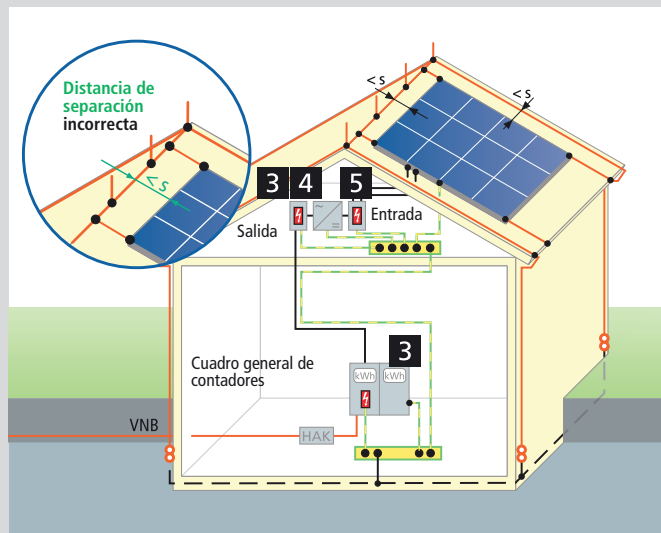 Distancia de
separación
incorrecta
< s
< s
< s
3 4 5
Salida
Entrada
3
Cuadro general de
contadores
kWh kWh
VNB
HAK